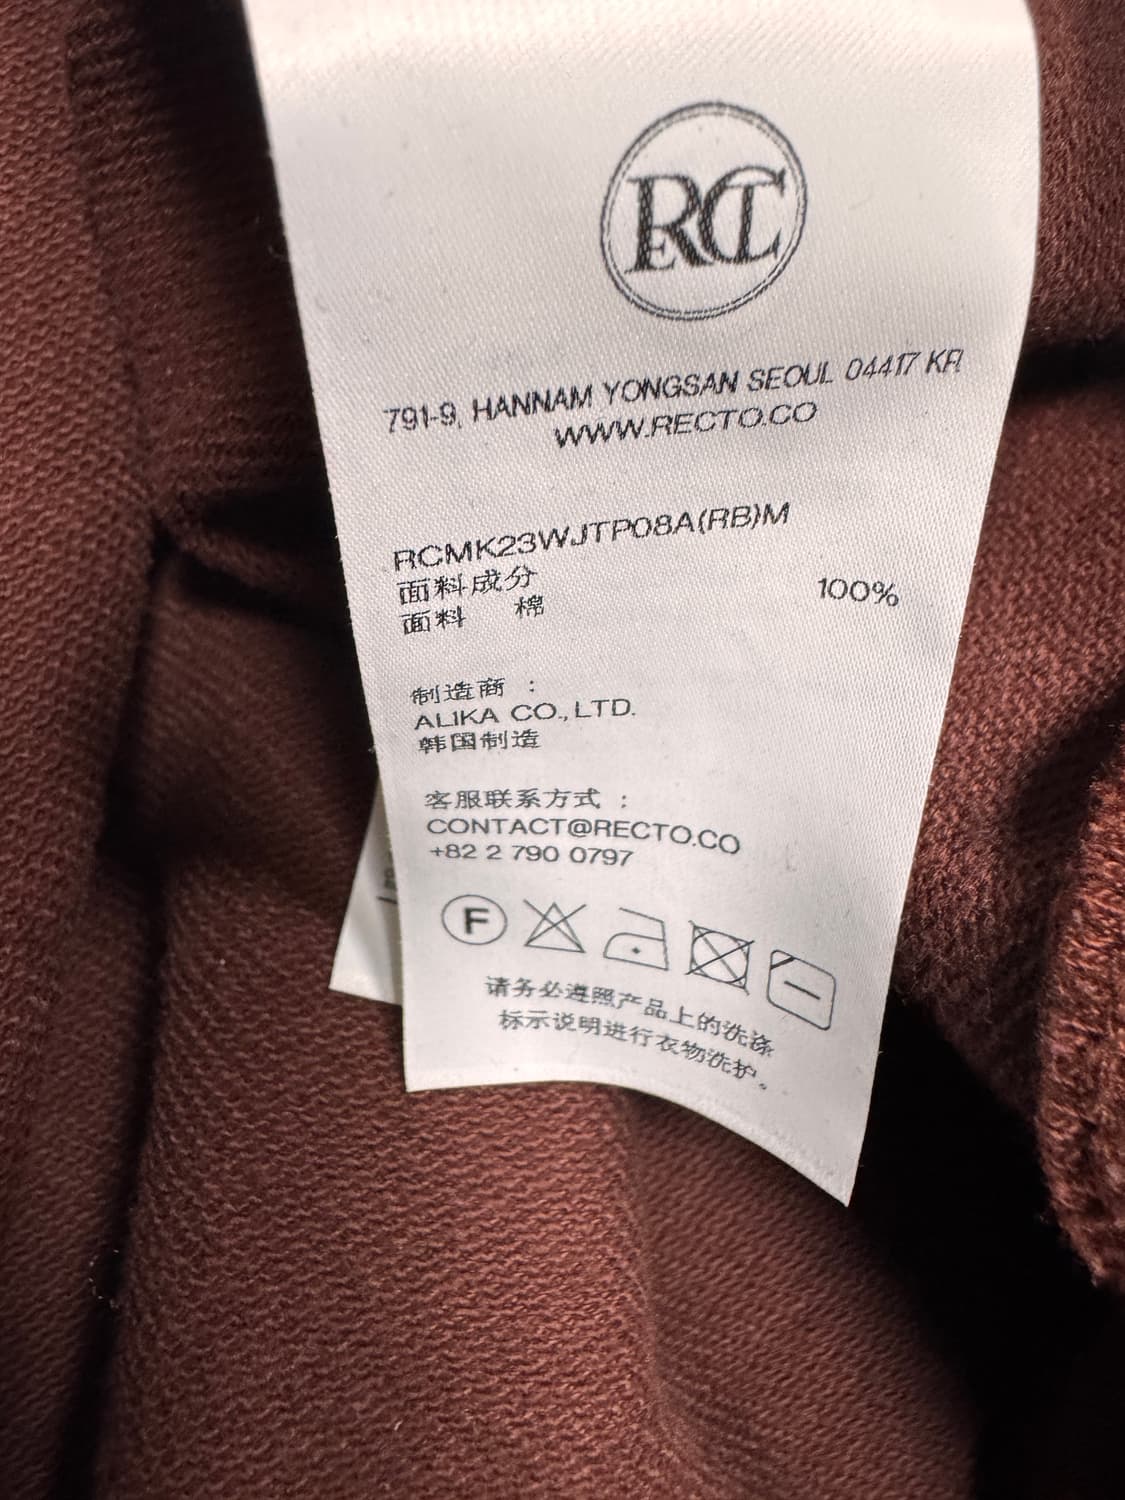 RCT
791-9, HANNAM YONGSAN SEOUL 04417 KR
WWW.RECTO.CO
RCMK23WJTP08A(RB)M
面料成分
面料 棉 100%
制造商 :
ALIKA CO.,LTD.
韩国制造
客服联系方式 :
CONTACT@RECTO.CO
+82 2 790 0797
F
请务必遵照产品上的洗涤
标示说明进行衣物洗护。